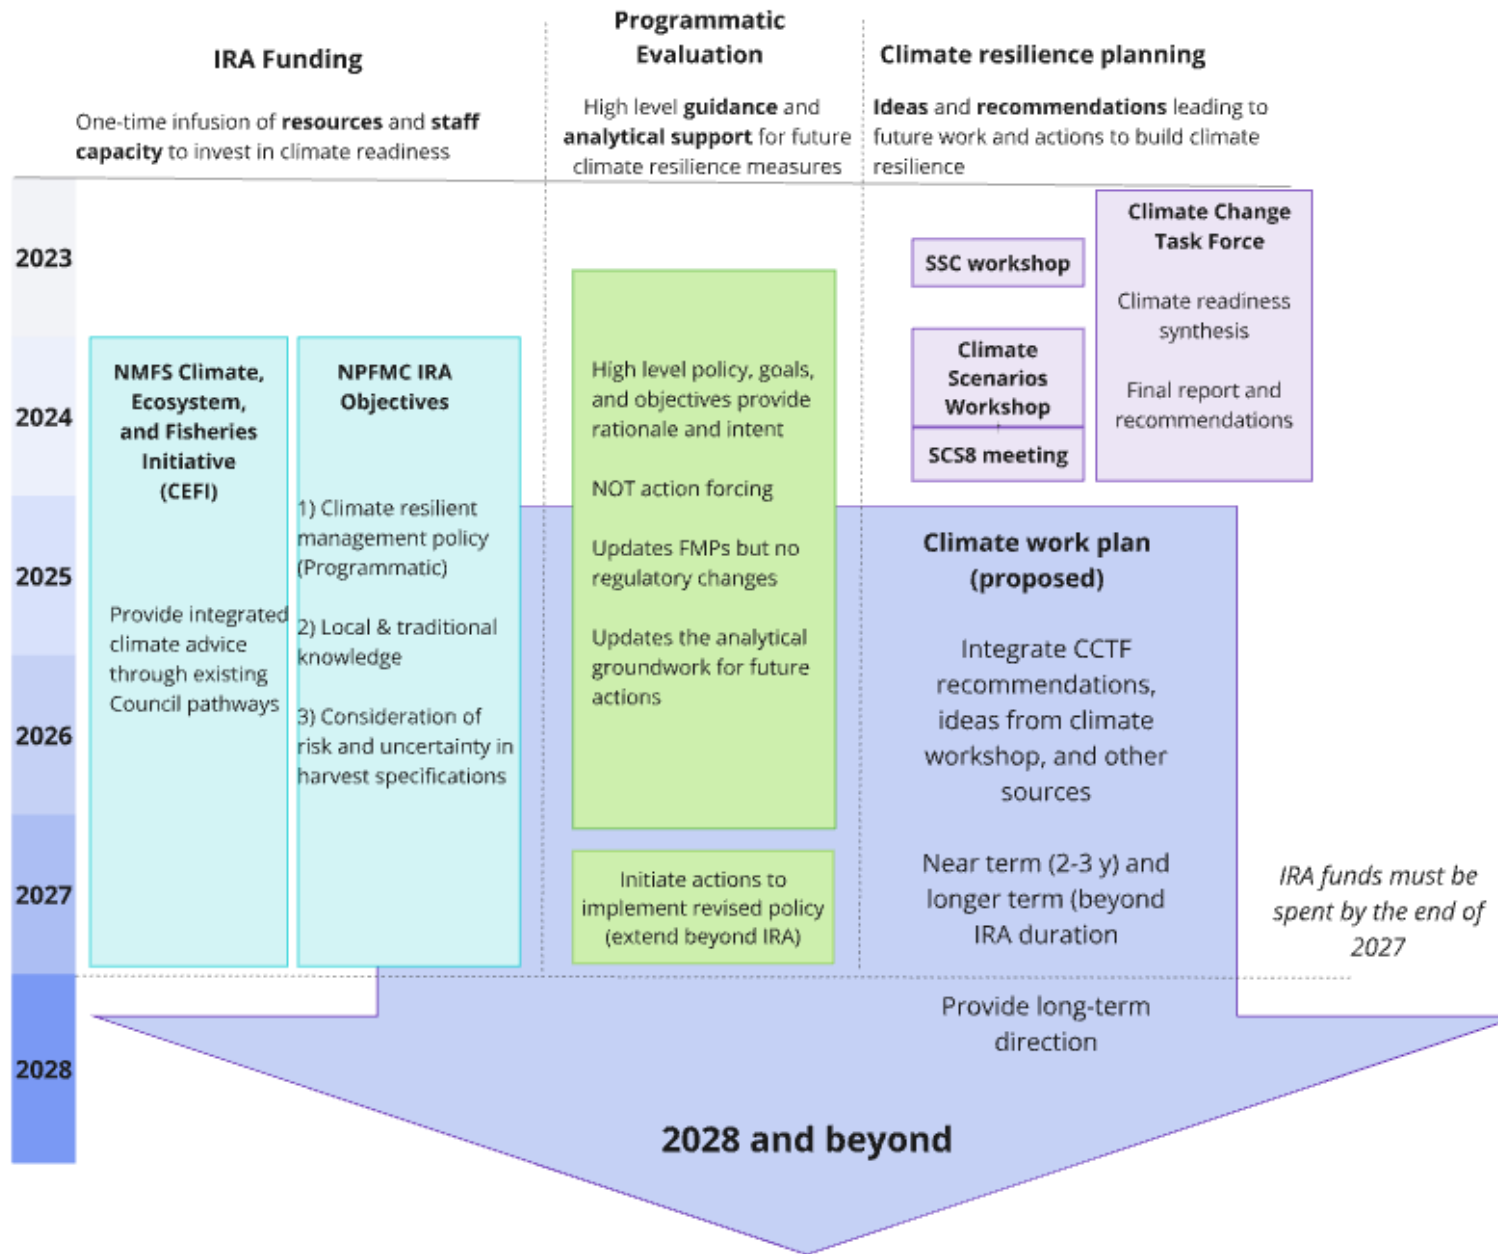 IRA Funding
One-time infusion of resources and staff
capacity to invest in climate readiness
Programmatic
Evaluation
High level guidance and
analytical support for future
climate resilience measures
Climate resilience planning
Ideas and recommendations leading to
future work and actions to build climate
resilience
2023
2024
2025
2026
2027
2028
NMFS Climate,
Ecosystem,
and Fisheries
Initiative
(CEFI)
Provide integrated
climate advice
through existing
Council pathways
NPFMC IRA
Objectives
1) Climate resilient
management policy
(Programmatic)
2) Local & traditional
knowledge
3) Consideration of
risk and uncertainty in
harvest specifications
High level policy, goals,
and objectives provide
rationale and intent
NOT action forcing
Updates FMPs but no
regulatory changes
Updates the analytical
groundwork for future
actions
Initiate actions to
implement revised policy
(extend beyond IRA)
SSC workshop
Climate
Scenarios
Workshop
SCS8 meeting
Climate Change
Task Force
Climate readiness
synthesis
Final report and
recommendations
Climate work plan
(proposed)
Integrate CCTF
recommendations,
ideas from climate
workshop, and other
sources
Near term (2-3 y) and
longer term (beyond
IRA duration
Provide long-term
direction
IRA funds must be
spent by the end of
2027
2028 and beyond